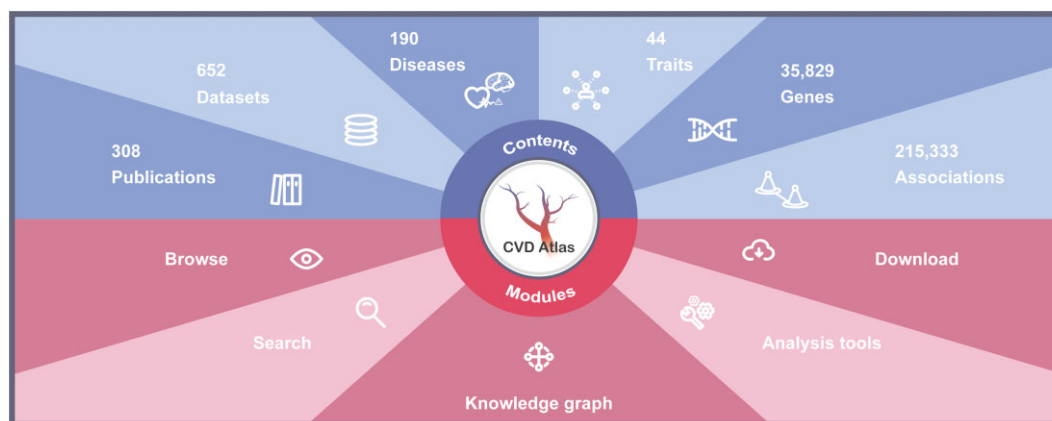 190
Diseases
44
Traits
652
Datasets
35,829
Genes
308
Publications
215,333
Associations
Contents
CVD Atlas
Modules
Browse
Download
Search
Analysis tools
Knowledge graph